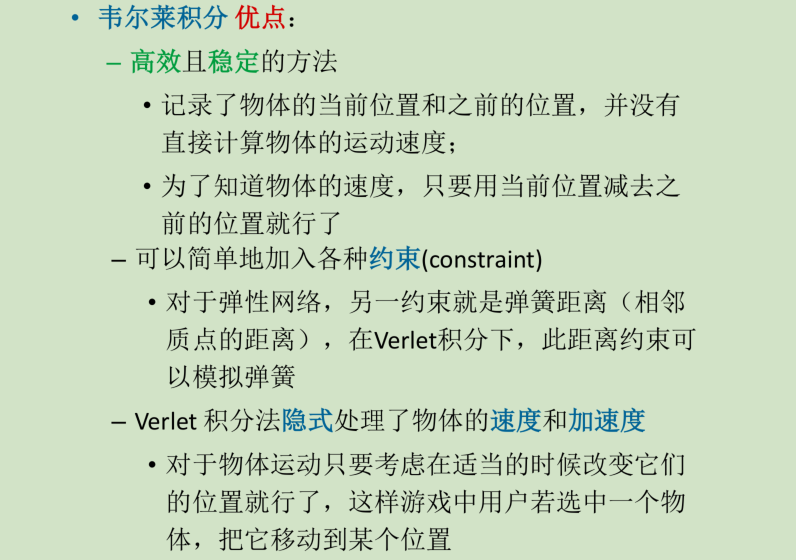 • 韦尔莱积分 优点：
– 高效且稳定的方法
• 记录了物体的当前位置和之前的位置，并没有
直接计算物体的运动速度；
• 为了知道物体的速度，只要用当前位置减去之
前的位置就行了
– 可以简单地加入各种约束(constraint)
• 对于弹性网络，另一约束就是弹簧距离（相邻
质点的距离），在Verlet积分下，此距离约束可
以模拟弹簧
– Verlet 积分法隐式处理了物体的速度和加速度
• 对于物体运动只要考虑在适当的时候改变它们
的位置就行了，这样游戏中用户若选中一个物
体，把它移动到某个位置